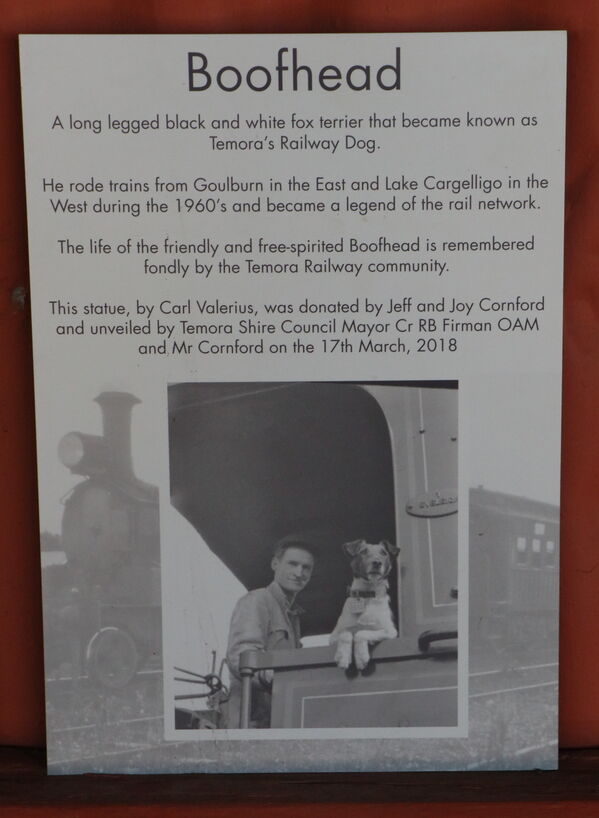 Boofhead
A long legged black and white fox terrier that became known as
Temora's Railway Dog.
He rode trains from Goulburn in the East and Lake Cargelligo in the
West during the 1960's and became a legend of the rail network.
The life of the friendly and free-spirited Boofhead is remembered
fondly by the Temora Railway community.
This statue, by Carl Valerius, was donated by Jeff and Joy Cornford
and unveiled by Temora Shire Council Mayor Cr RB Firman OAM
and Mr Cornford on the 17th March, 2018